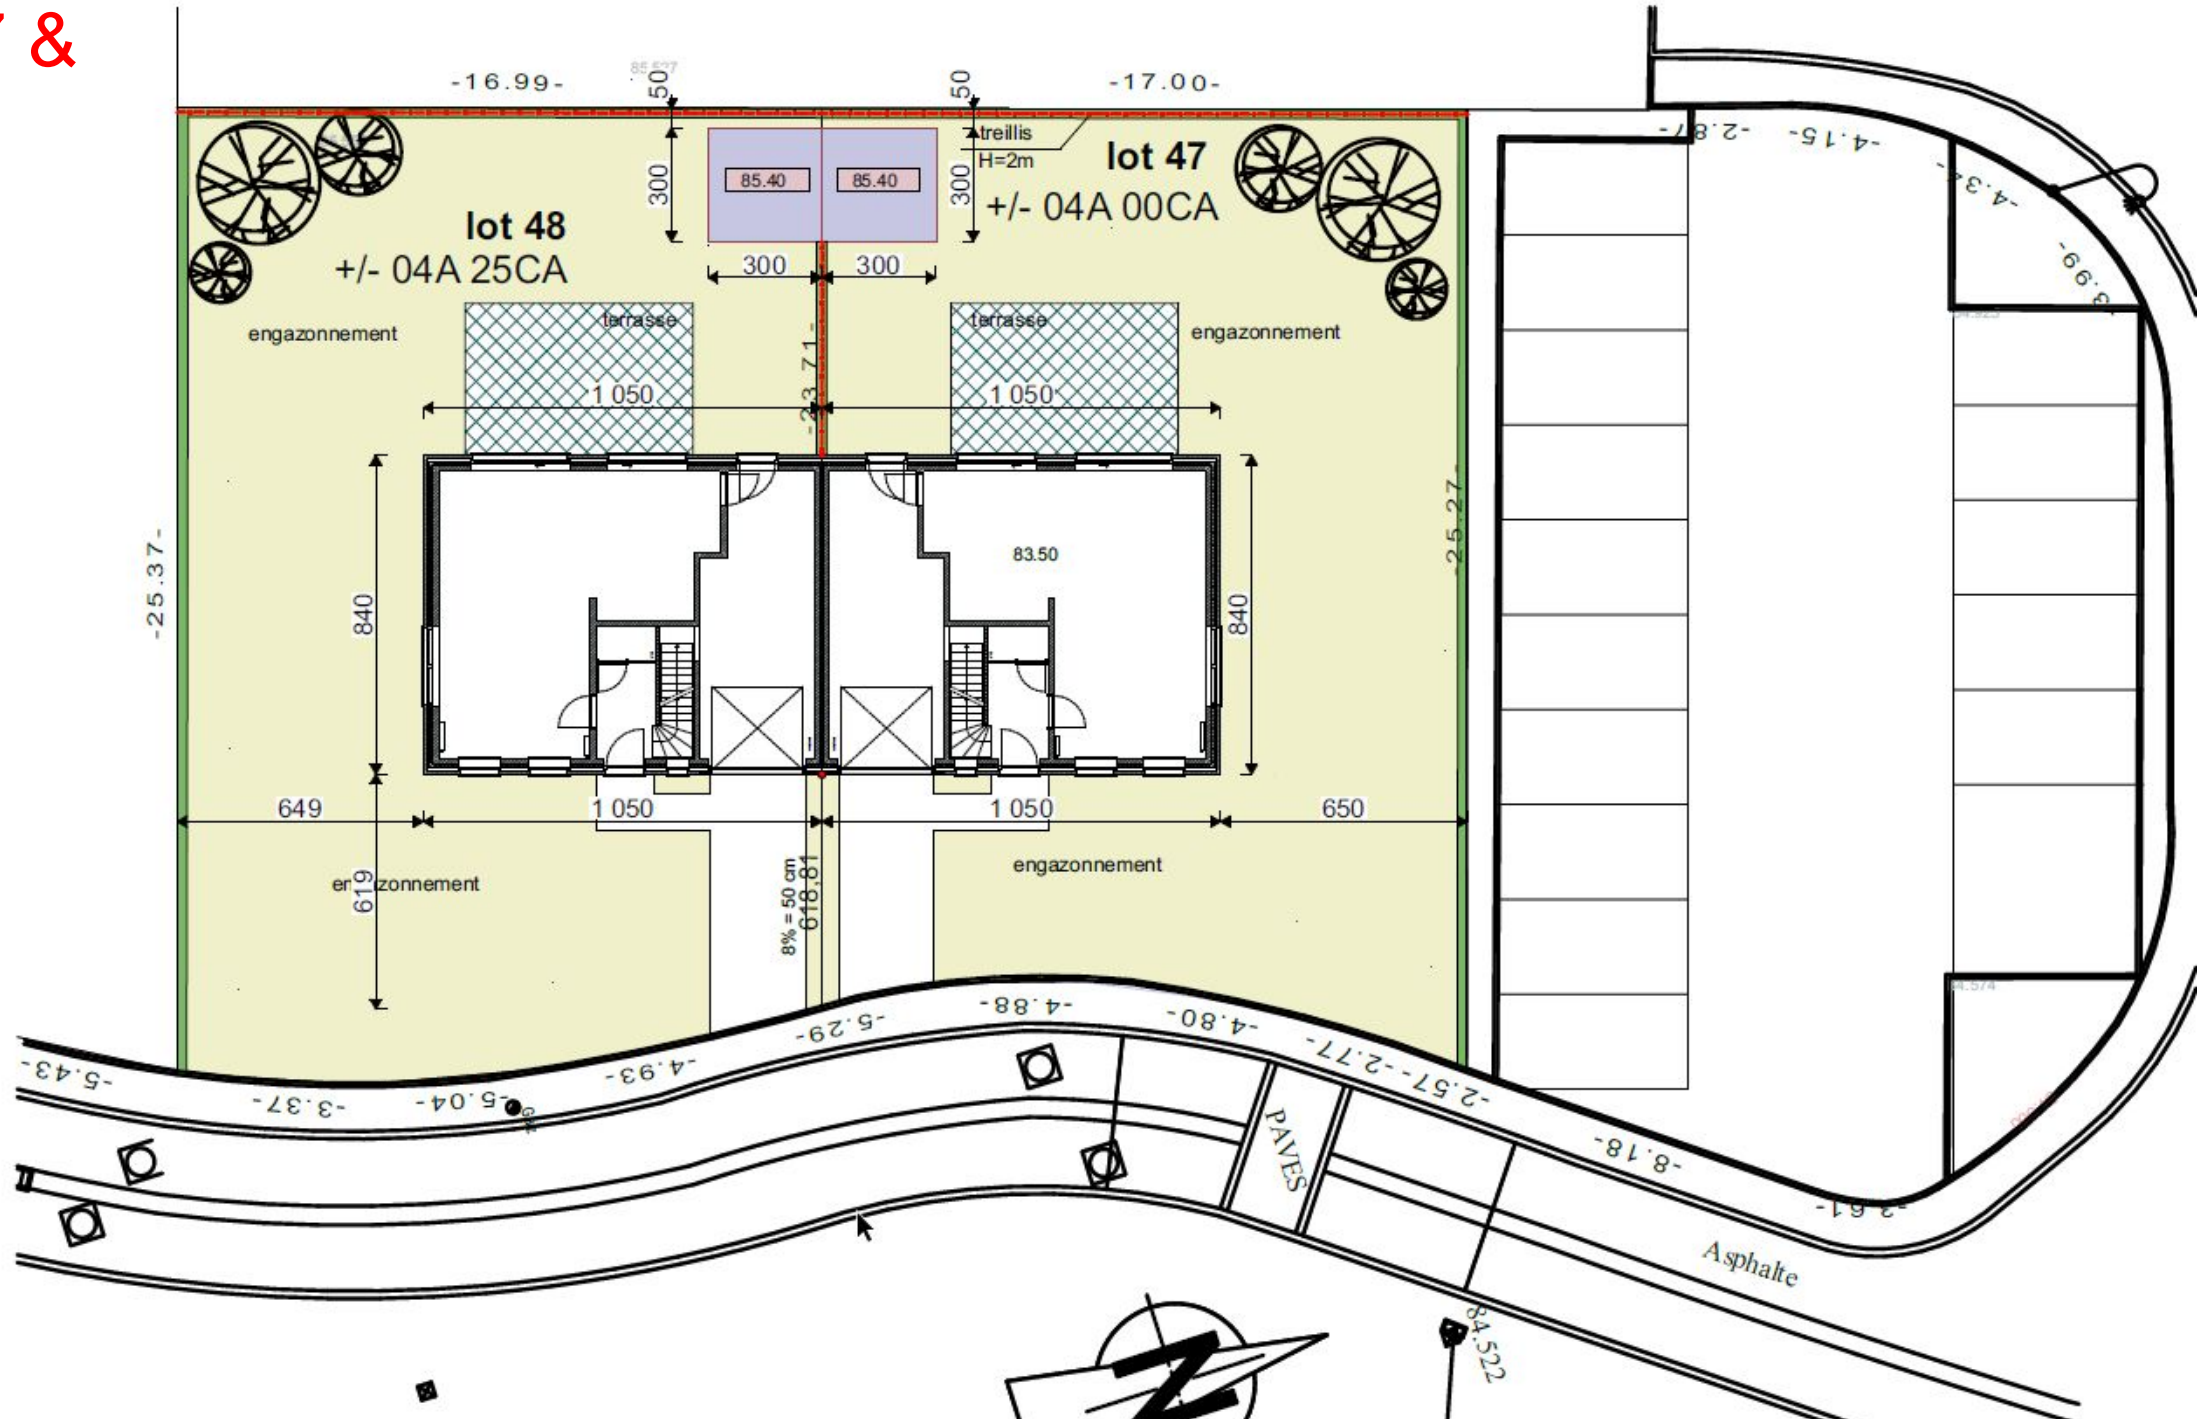 &
-16.99-
50
50
-17.00-
treillis
H=2m
lot 47
+/- 04A 00CA
300
85.40
85.40
300
lot 48
+/- 04A 25CA
300
300
engazonnement
terrasse
terrasse
engazonnement
-23.71-
1 050
1 050
-25.37-
-25.27-
83.50
840
840
649
1 050
1 050
650
engazonnement
619
8% = 50 cm
618,81
engazonnement
-2.87-
-4.15-
-4.34-
-3.99-
84.574
-5.43-
-3.37-
-5.04-
-4.93-
-5.29-
-4.88-
-4.80-
-2.77-
-2.57-
-8.18-
-3.61-
PAVES
Asphalte
84.522
N